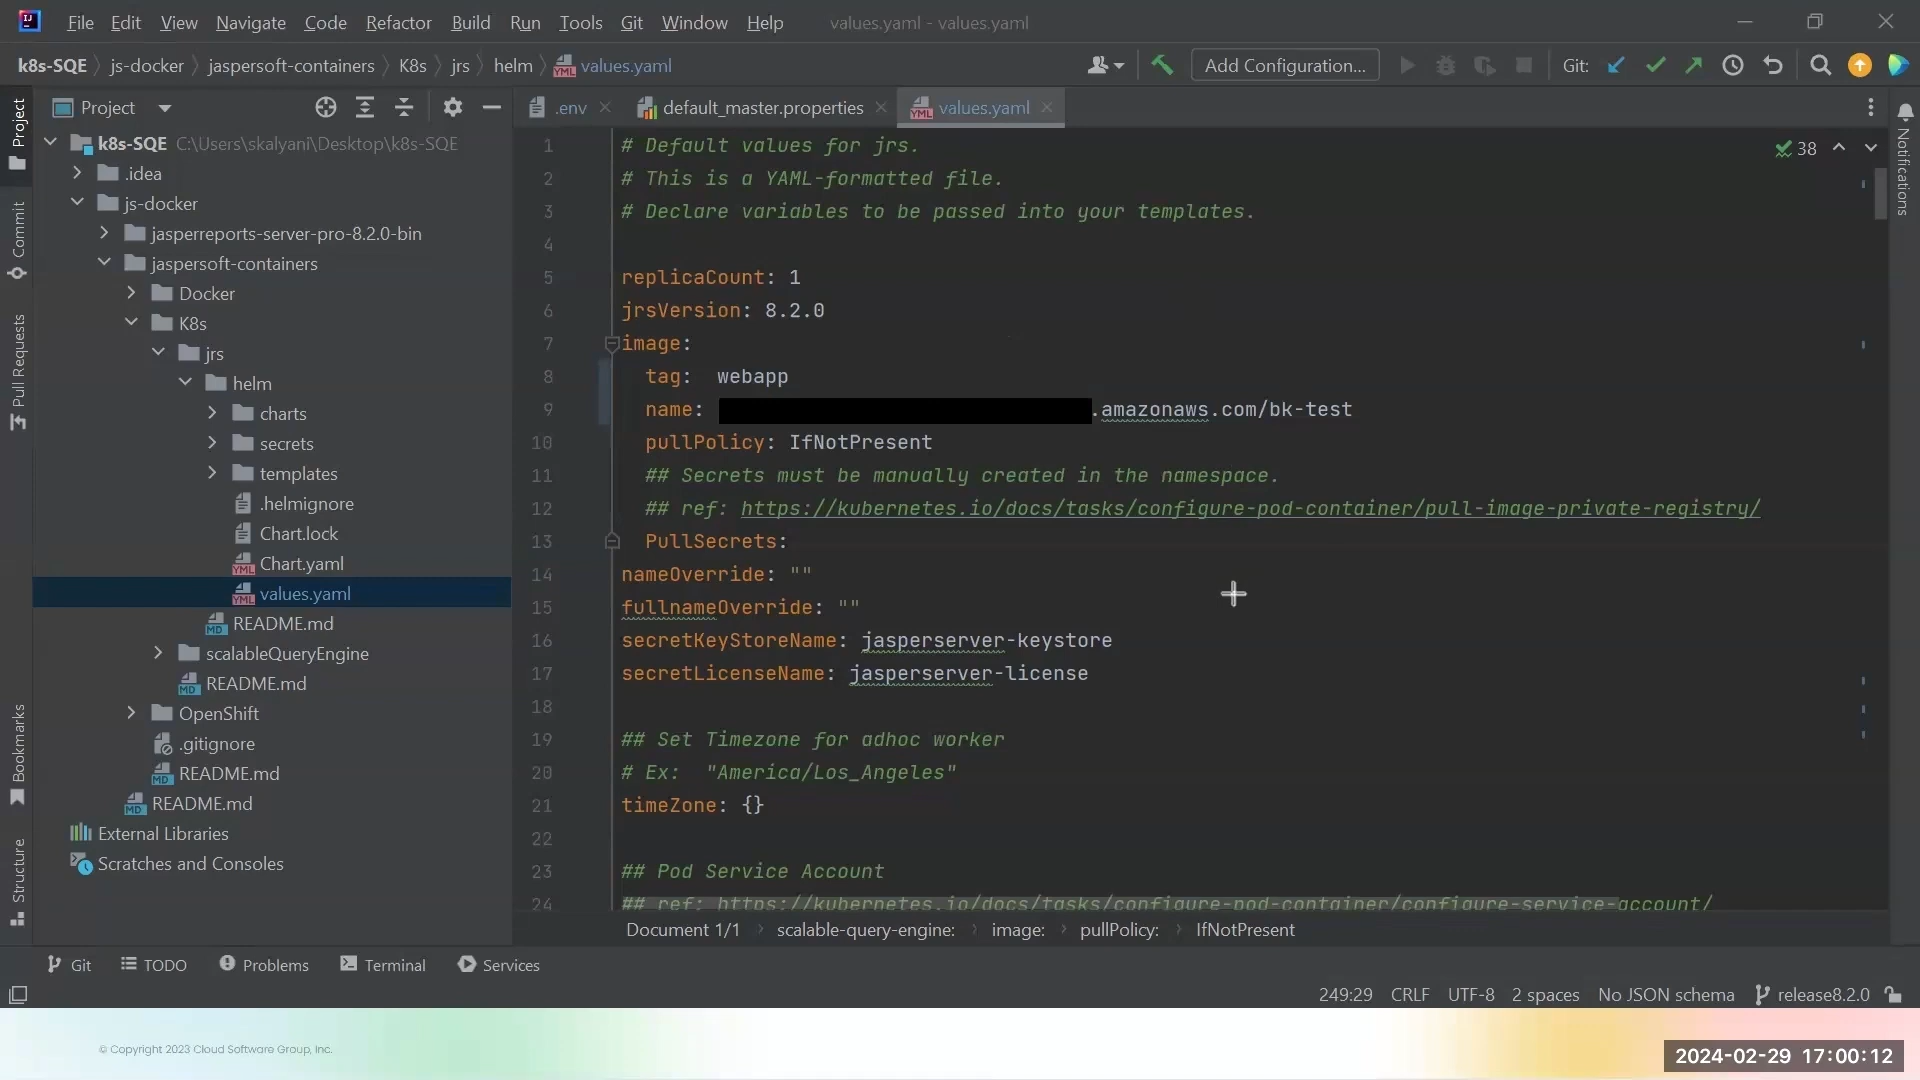 File Edit View Navigate Code Refactor Build Run Tools Git Window Help values.yaml - values.yaml
k8s-SQE js-docker jaspersoft-containers K8s jrs helm values.yaml Add Configuration... Git:
Project
.env default_master.properties values.yaml
k8s-SQE C:\Users\skalyani\Desktop\k8s-SQE
.idea
js-docker
jasperreports-server-pro-8.2.0-bin
jaspersoft-containers
Docker
K8s
jrs
helm
charts
secrets
templates
.helmignore
Chart.lock
Chart.yaml
values.yaml
README.md
scalableQueryEngine
README.md
OpenShift
.gitignore
README.md
README.md
External Libraries
Scratches and Consoles
Project
Commit
Pull Requests
Bookmarks
Structure
38
1 # Default values for jrs.
2 # This is a YAML-formatted file.
3 # Declare variables to be passed into your templates.
4
5 replicaCount: 1
6 jrsVersion: 8.2.0
7 image:
8 tag: webapp
9 name: .amazonaws.com/bk-test
10 pullPolicy: IfNotPresent
11 ## Secrets must be manually created in the namespace.
12 ## ref: https://kubernetes.io/docs/tasks/configure-pod-container/pull-image-private-registry/
13 PullSecrets:
14 nameOverride: ""
15 fullnameOverride: ""
16 secretKeyStoreName: jasperserver-keystore
17 secretLicenseName: jasperserver-license
18
19 ## Set Timezone for adhoc worker
20 # Ex: "America/Los_Angeles"
21 timeZone: {}
22
23 ## Pod Service Account
24 ## ref: https://kubernetes.io/docs/tasks/configure-pod-container/configure-service-account/
Notifications
Document 1/1 scalable-query-engine: image: pullPolicy: IfNotPresent
Git TODO Problems Terminal Services
249:29 CRLF UTF-8 2 spaces No JSON schema release8.2.0
© Copyright 2023 Cloud Software Group, Inc.
2024-02-29 17:00:12